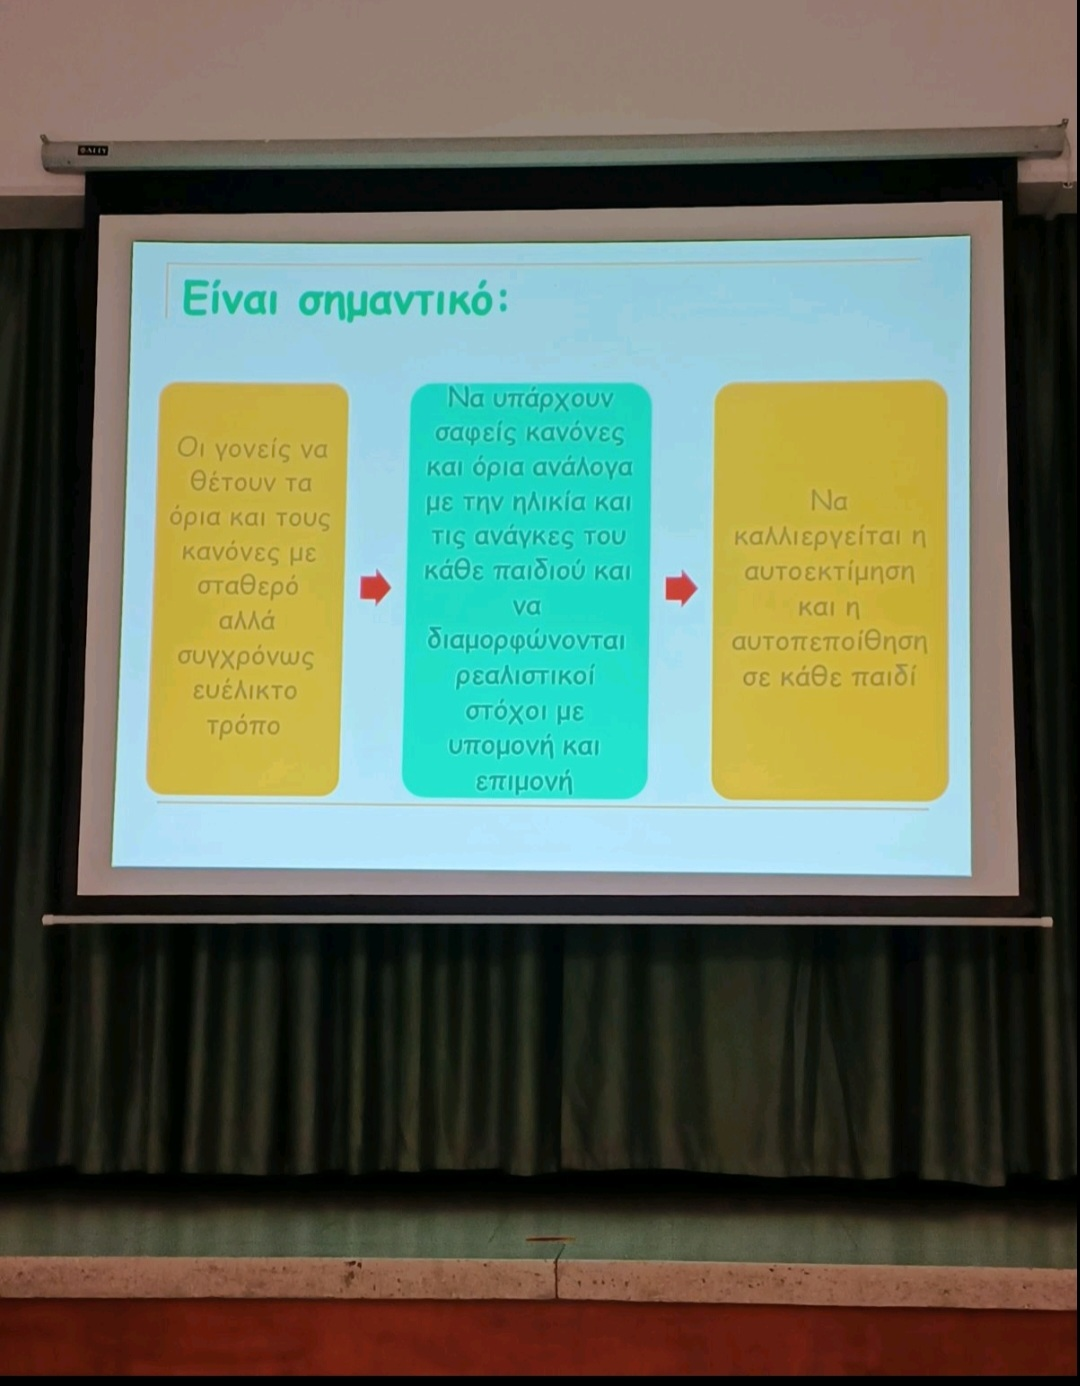 Είναι σημαντικό:
Οι γονείς να
θέτουν τα
όρια και τους
κανόνες με
σταθερό
αλλά
συγχρόνως
ευέλικτο
τρόπο
Να υπάρχουν
σαφείς κανόνες
και όρια ανάλογα
με την ηλικία και
τις ανάγκες του
κάθε παιδιού και
να
διαμορφώνονται
ρεαλιστικοί
στόχοι με
υπομονή και
επιμονή
Να
καλλιεργείται η
αυτοεκτίμηση
και η
αυτοπεποίθηση
σε κάθε παιδί